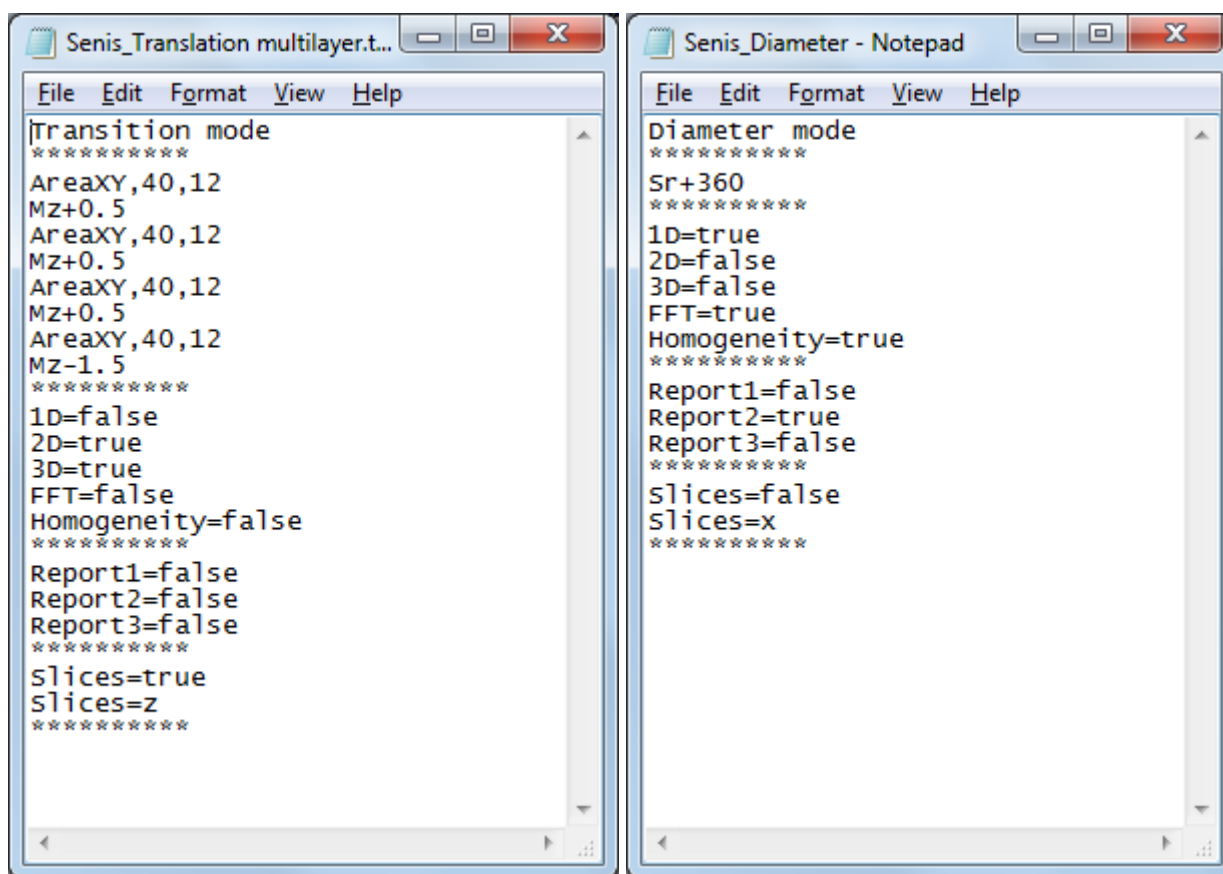 Senis_Translation multilayer.t...
File Edit Format View Help
Transition mode
**********
AreaXY,40,12
Mz+0.5
AreaXY,40,12
Mz+0.5
AreaXY,40,12
Mz+0.5
AreaXY,40,12
Mz-1.5
**********
1D=false
2D=true
3D=true
FFT=false
Homogeneity=false
**********
Report1=false
Report2=false
Report3=false
**********
Slices=true
Slices=z
**********
Senis_Diameter - Notepad
File Edit Format View Help
Diameter mode
**********
Sr+360
**********
1D=true
2D=false
3D=false
FFT=true
Homogeneity=true
**********
Report1=false
Report2=true
Report3=false
**********
Slices=false
Slices=x
**********